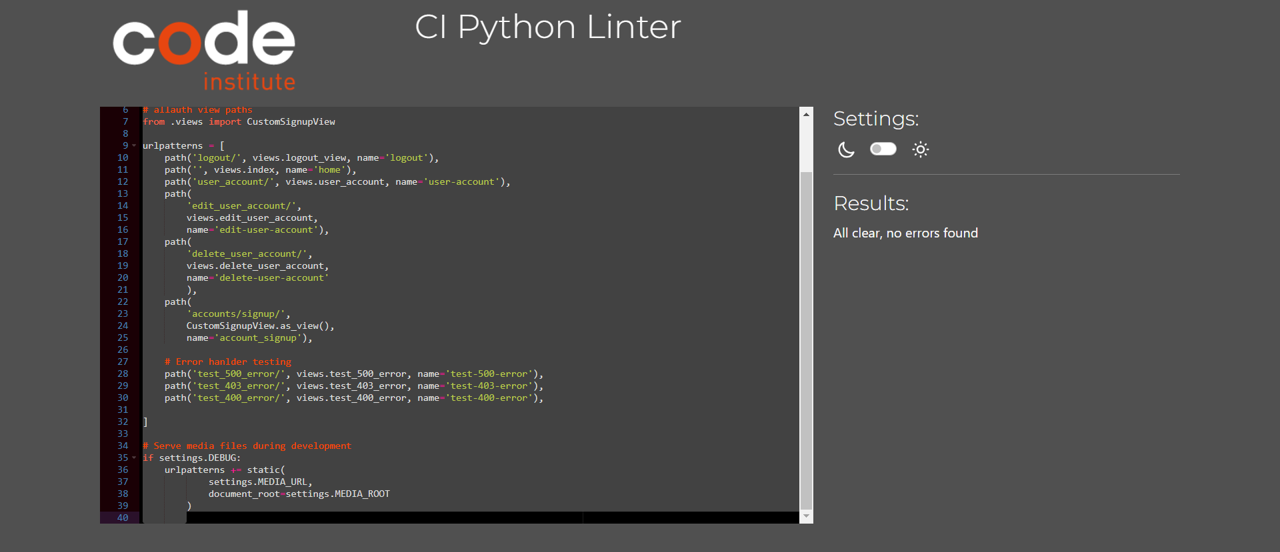 code
institute
CI Python Linter
6 # allauth view paths
7 from .views import CustomSignupView
8
9 urlpatterns = [
10 path('logout/', views.logout_view, name='logout'),
11 path('', views.index, name='home'),
12 path('user_account/', views.user_account, name='user-account'),
13 path(
14 'edit_user_account/',
15 views.edit_user_account,
16 name='edit-user-account'),
17 path(
18 'delete_user_account/',
19 views.delete_user_account,
20 name='delete-user-account'
21 ),
22 path(
23 'accounts/signup/',
24 CustomSignupView.as_view(),
25 name='account_signup'),
26
27 # Error hanlder testing
28 path('test_500_error/', views.test_500_error, name='test-500-error'),
29 path('test_403_error/', views.test_403_error, name='test-403-error'),
30 path('test_400_error/', views.test_400_error, name='test-400-error'),
31
32 ]
33
34 # Serve media files during development
35 if settings.DEBUG:
36 urlpatterns += static(
37 settings.MEDIA_URL,
38 document_root=settings.MEDIA_ROOT
39 )
40
Settings:
Results:
All clear, no errors found